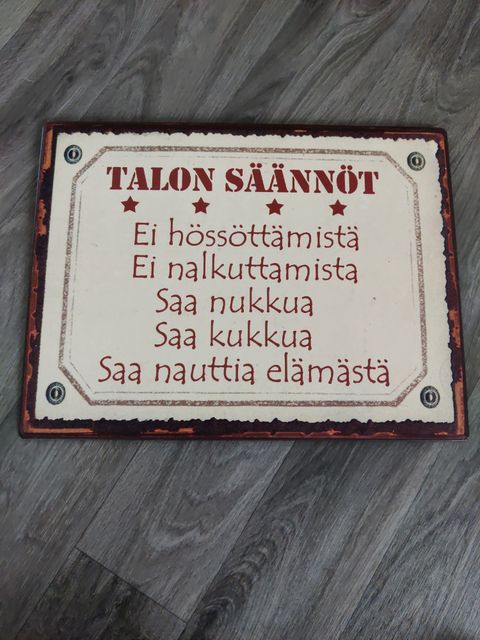 TALON SÄÄNNÖT
Ei hössöttämistä
Ei nalkuttamista
Saa nukkua
Saa kukkua
Saa nauttia elämästä